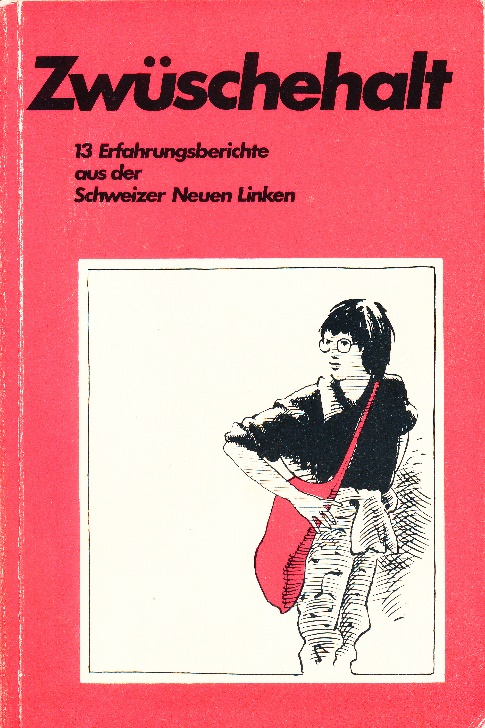 Zwüschehalt
13 Erfahrungsberichte
aus der
Schweizer Neuen Linken